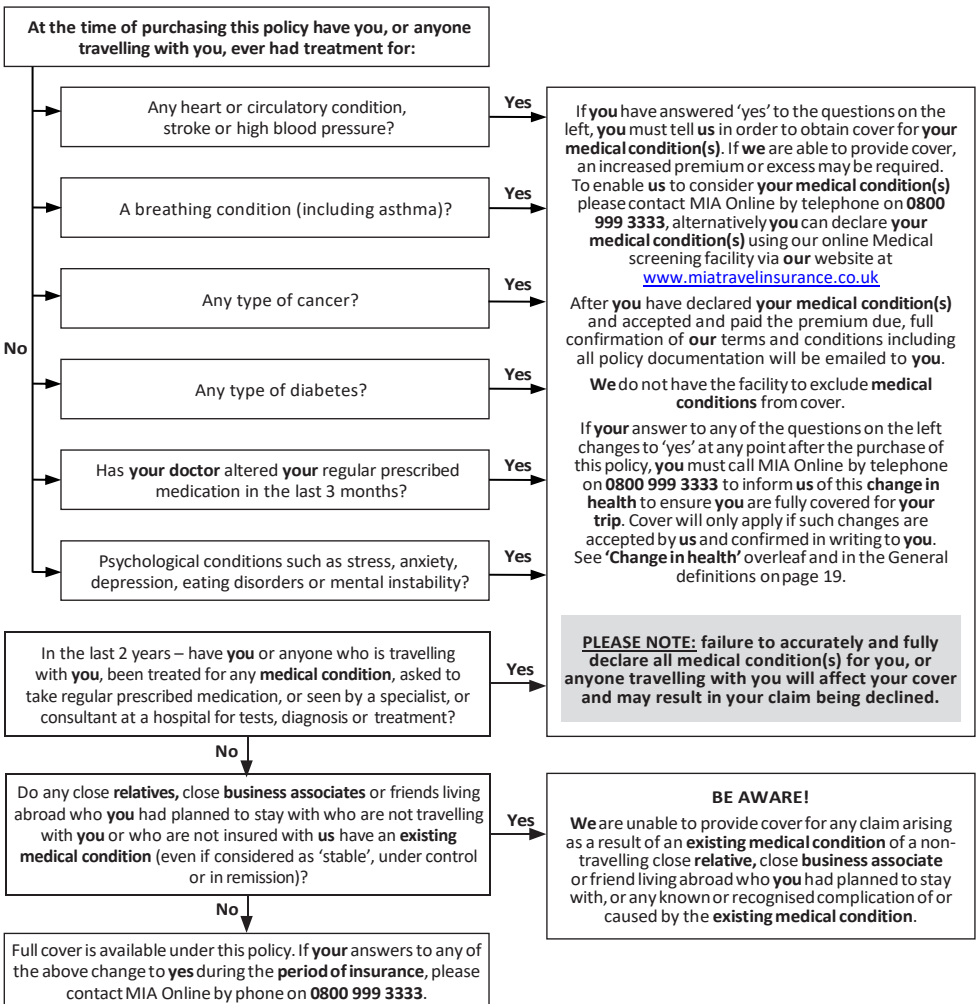 At the time of purchasing this policy have you, or anyone
travelling with you, ever had treatment for:
Any heart or circulatory condition,
stroke or high blood pressure?
Yes
A breathing condition (including asthma)?
Yes
Any type of cancer?
Yes
No
Any type of diabetes?
Yes
Has your doctor altered your regular prescribed
medication in the last 3 months?
Yes
Psychological conditions such as stress, anxiety,
depression, eating disorders or mental instability?
Yes
If you have answered ‘yes’ to the questions on the
left, you must tell us in order to obtain cover for your
medical condition(s). If we are able to provide cover,
an increased premium or excess may be required.
To enable us to consider your medical condition(s)
please contact MIA Online by telephone on 0800
999 3333, alternatively you can declare your
medical condition(s) using our online Medical
screening facility via our website at
www.miatravelinsurance.co.uk
After you have declared your medical condition(s)
and accepted and paid the premium due, full
confirmation of our terms and conditions including
all policy documentation will be emailed to you.
We do not have the facility to exclude medical
conditions from cover.
If your answer to any of the questions on the left
changes to ‘yes’ at any point after the purchase of
this policy, you must call MIA Online by telephone
on 0800 999 3333 to inform us of this change in
health to ensure you are fully covered for your
trip. Cover will only apply if such changes are
accepted by us and confirmed in writing to you.
See ‘Change in health’ overleaf and in the General
definitions on page 19.
PLEASE NOTE: failure to accurately and fully
declare all medical condition(s) for you, or
anyone travelling with you will affect your cover
and may result in your claim being declined.
In the last 2 years – have you or anyone who is travelling
with you, been treated for any medical condition, asked to
take regular prescribed medication, or seen by a specialist, or
consultant at a hospital for tests, diagnosis or treatment?
Yes
No
Do any close relatives, close business associates or friends living
abroad who you had planned to stay with who are not travelling
with you or who are not insured with us have an existing
medical condition (even if considered as ‘stable’, under control
or in remission)?
Yes
BE AWARE!
We are unable to provide cover for any claim arising
as a result of an existing medical condition of a non-
travelling close relative, close business associate
or friend living abroad who you had planned to stay
with, or any known or recognised complication of or
caused by the existing medical condition.
No
Full cover is available under this policy. If your answers to any of
the above change to yes during the period of insurance, please
contact MIA Online by phone on 0800 999 3333.